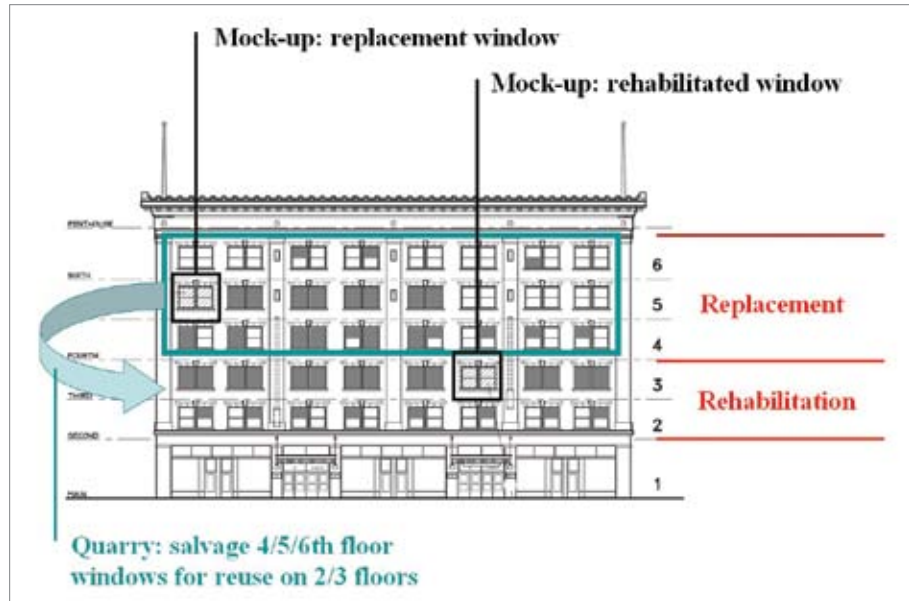 Mock-up: replacement window
Mock-up: rehabilitated window
PENTHOUSE
6
SIXTH
5
Replacement
4
FOURTH
3
THIRD
Rehabilitation
2
SECOND
1
MAIN
Quarry: salvage 4/5/6th floor
windows for reuse on 2/3 floors